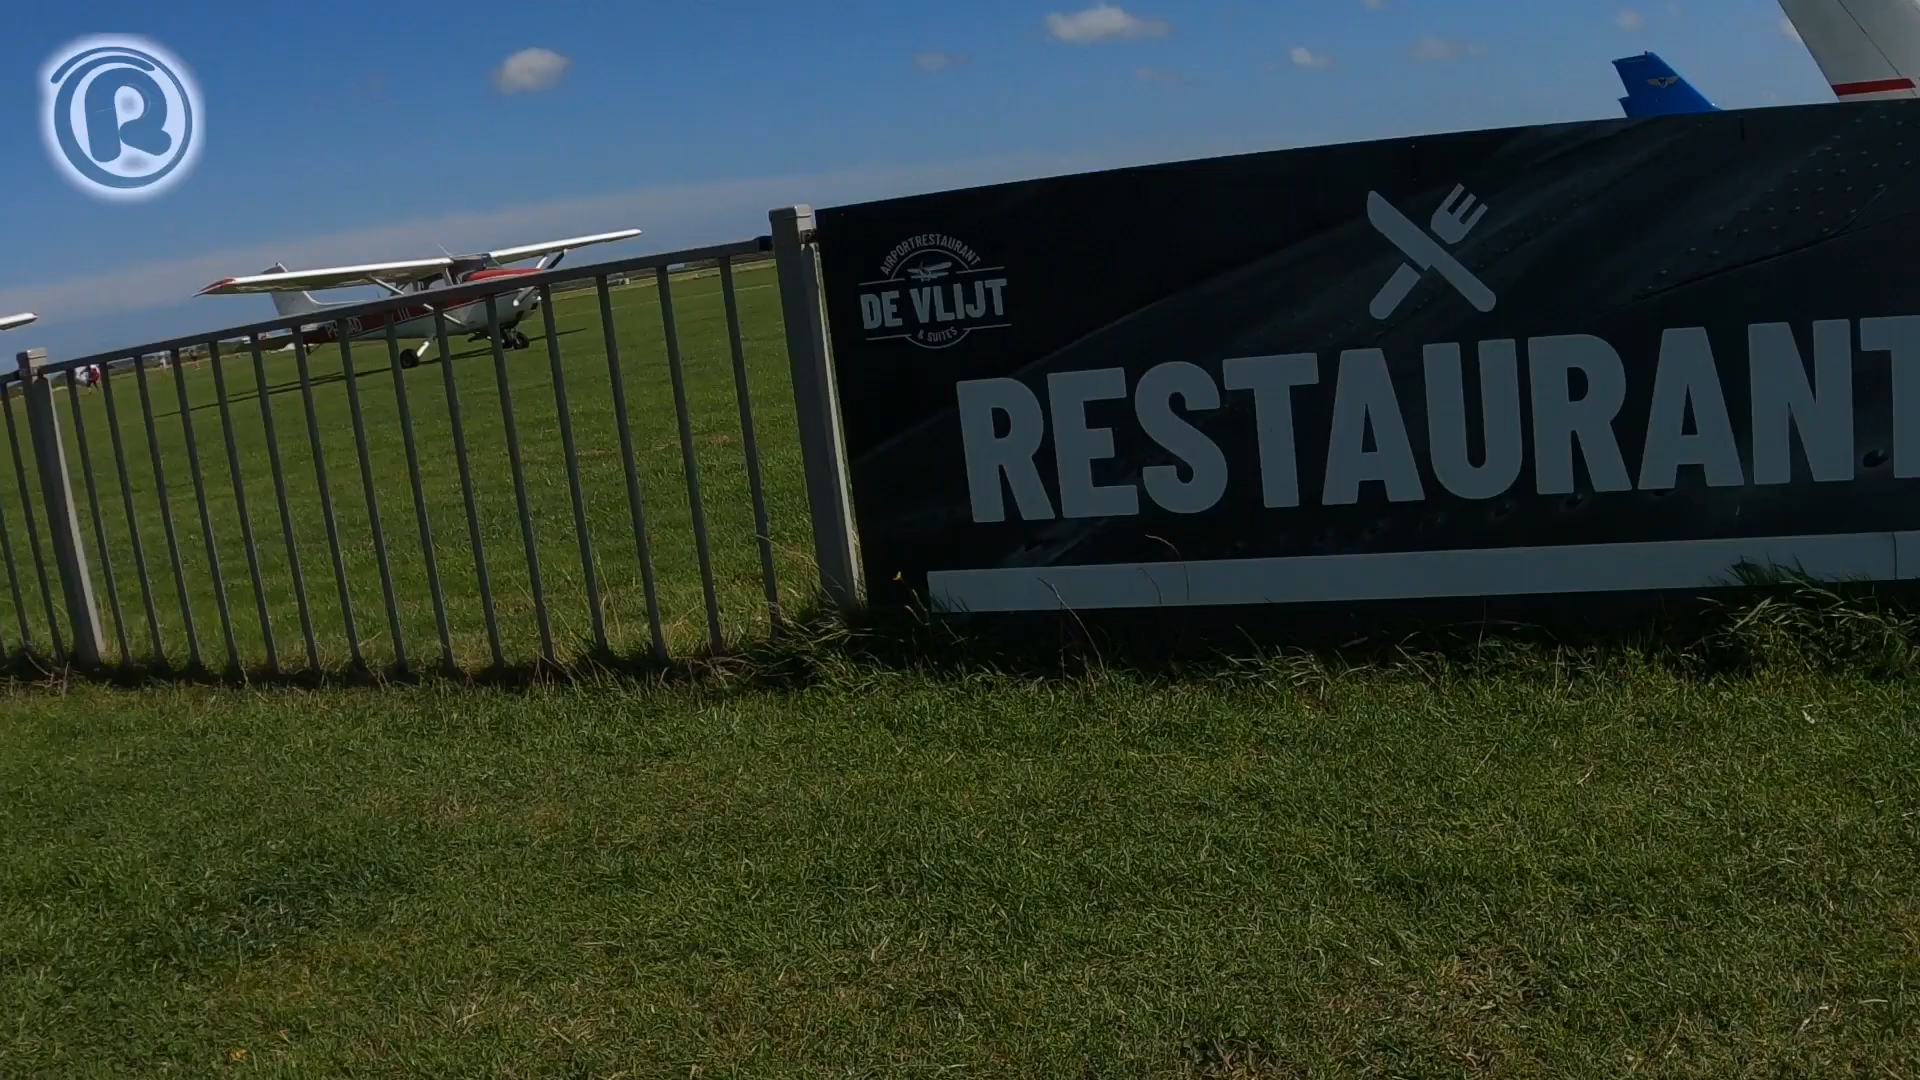 R
AIRPORTRESTAURANT
DE VLIJT
& SUITES
RESTAURANT